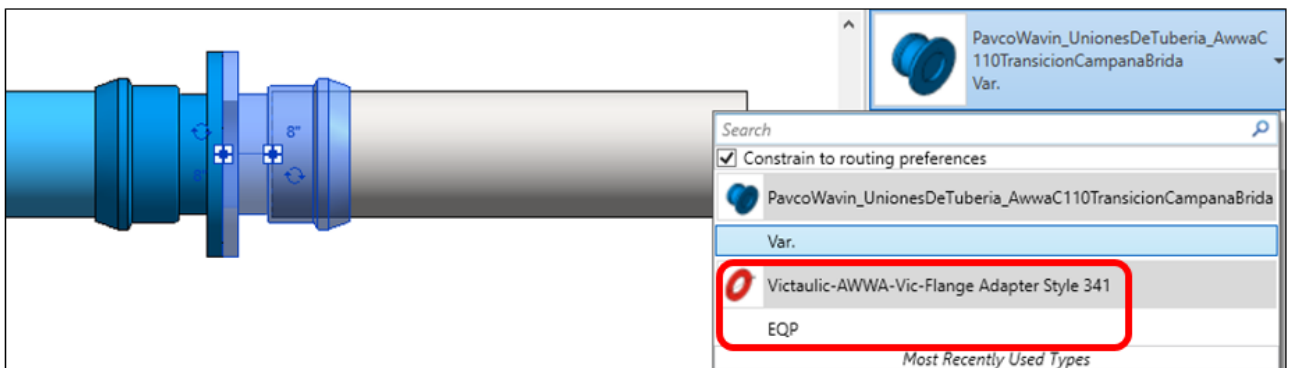 PavcoWavin_UnionesDeTuberia_AwwaC
110TransicionCampanaBrida
Var.
Search
Constrain to routing preferences
PavcoWavin_UnionesDeTuberia_AwwaC110TransicionCampanaBrida
Var.
Victaulic-AWWA-Vic-Flange Adapter Style 341
EQP
Most Recently Used Types
8"
8"